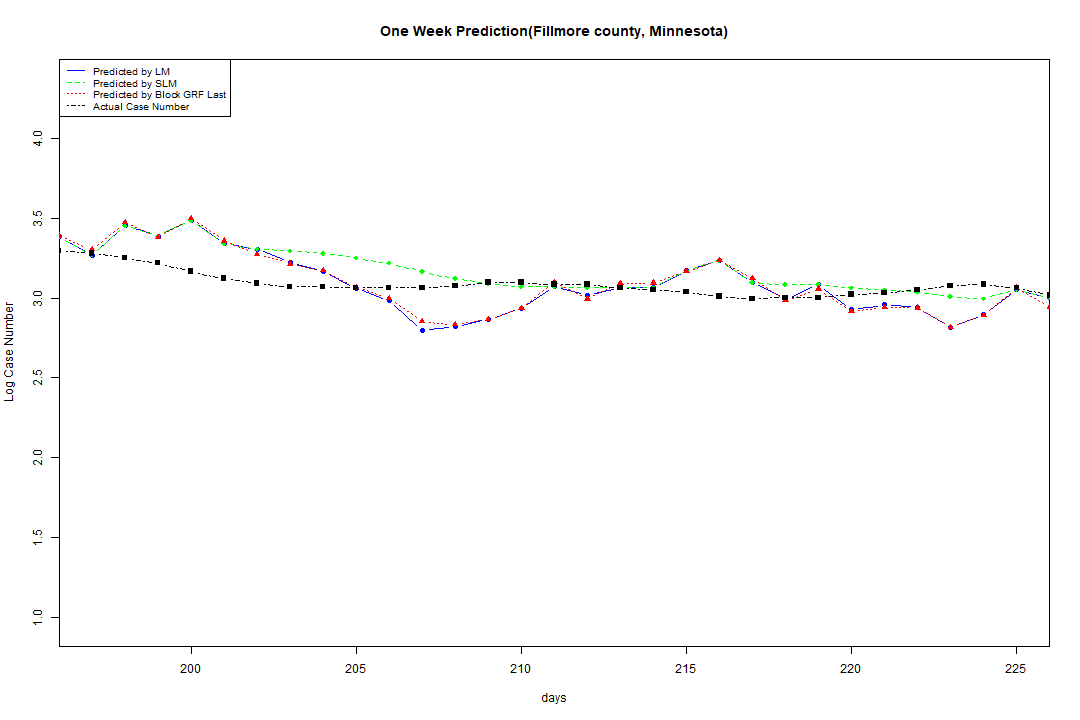 One Week Prediction(Fillmore county, Minnesota)
Predicted by LM
Predicted by SLM
Predicted by Block GRF Last
Actual Case Number
Log Case Number
4.0
3.5
3.0
2.5
2.0
1.5
1.0
200 205 210 215 220 225
days